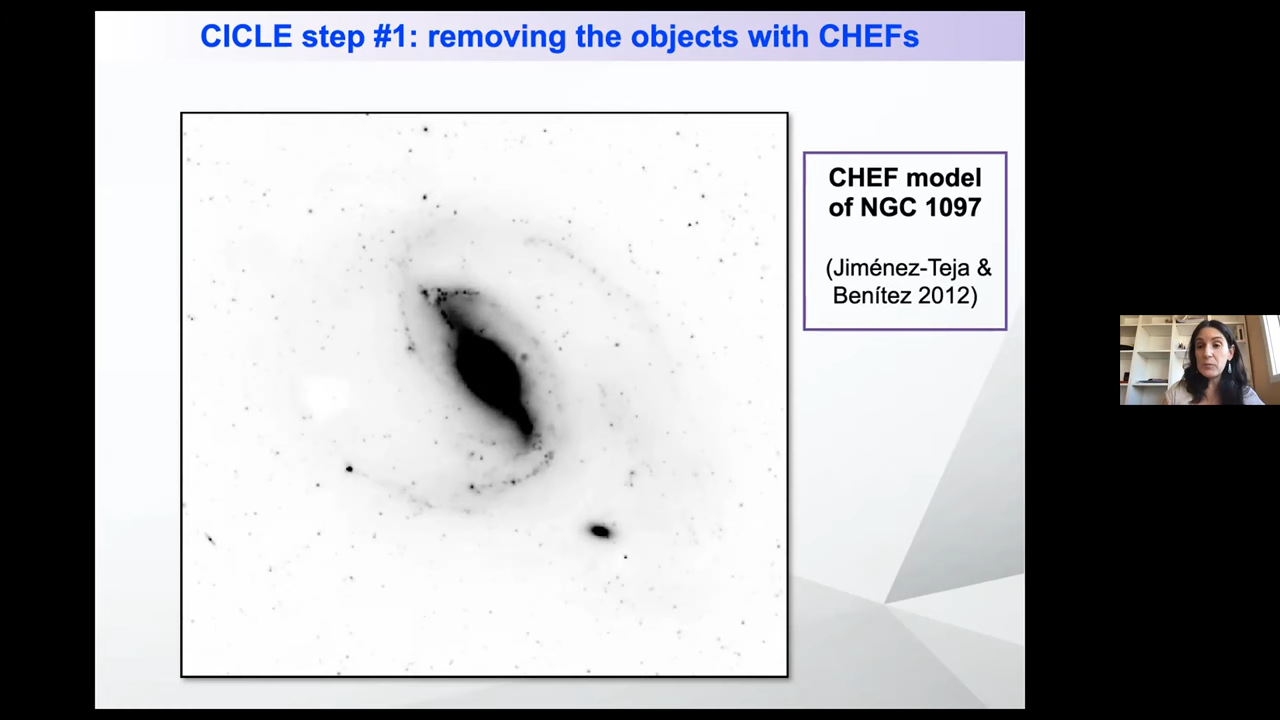 CICLE step #1: removing the objects with CHEFs
CHEF model
of NGC 1097
(Jiménez-Teja &
Benítez 2012)